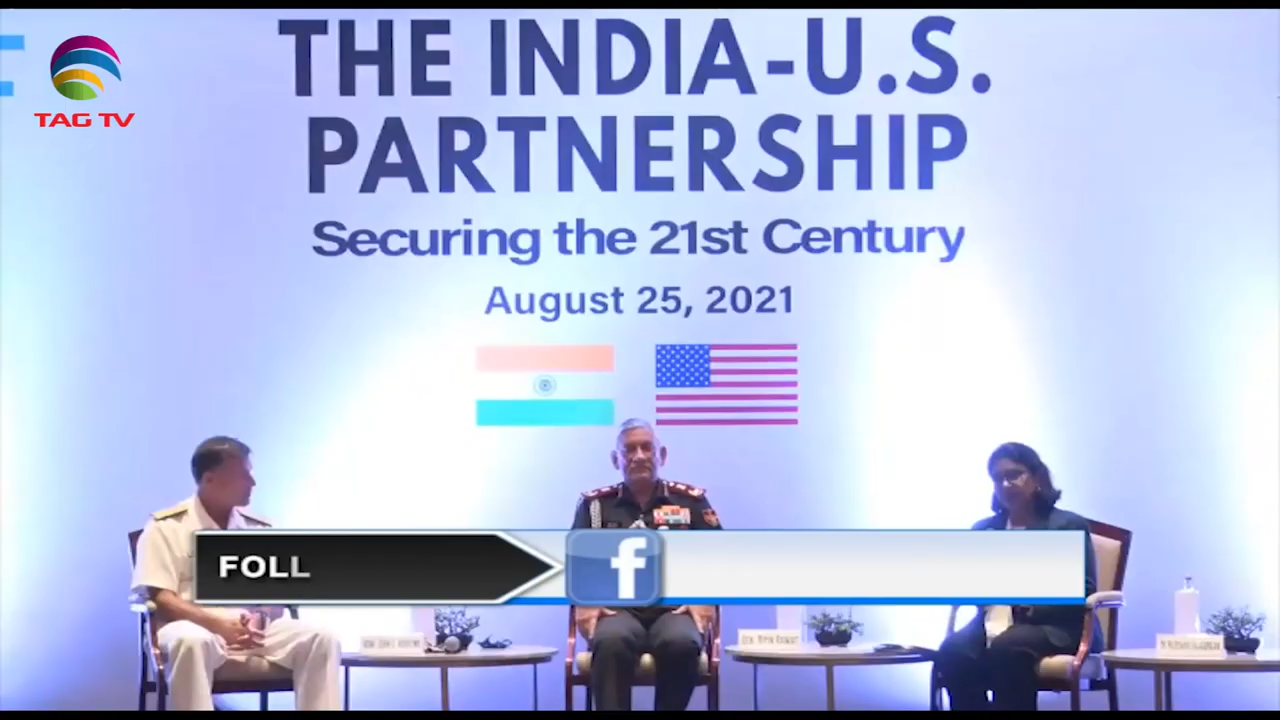 THE INDIA-U.S.
PARTNERSHIP
Securing the 21st Century
August 25, 2021
TAG TV
FOLL
f